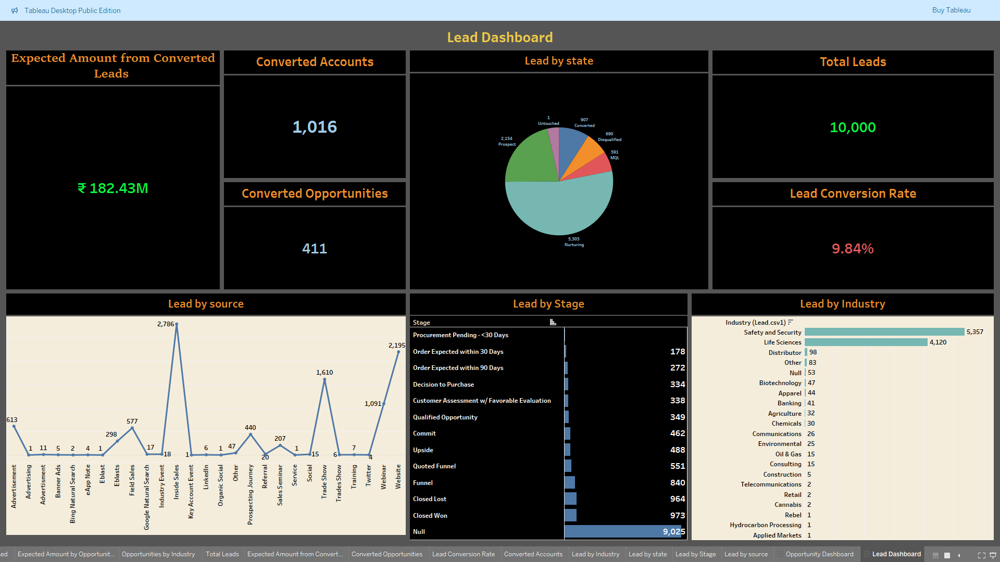 Tableau Desktop Public Edition
Buy Tableau
Lead Dashboard
Expected Amount from Converted
Leads
₹ 182.43M
Converted Accounts
1,016
Converted Opportunities
411
Lead by state
1
Untouched
907
Converted
690
Disqualified
591
MQL
2,154
Prospect
5,303
Nurturing
Total Leads
10,000
Lead Conversion Rate
9.84%
Lead by source
613
1
11
5
2
4
1
298
577
17
18
2,786
1
6
1
47
440
20
207
1
15
1,610
6
7
4
1,091
2,195
Advertisement
Advertising
Advertisment
Banner Ads
Bing Natural Search
eApp Note
Eblast
Eblasts
Field Sales
Google Natural Search
Industry Event
Inside Sales
Key Account Event
LinkedIn
Organic Social
Other
Prospecting Journey
Referral
Sales Seminar
Service
Social
Trade Show
Trades Show
Training
Twitter
Webinar
Website
Lead by Stage
Stage
Procurement Pending - <30 Days
Order Expected within 30 Days 178
Order Expected within 90 Days 272
Decision to Purchase 334
Customer Assessment w/ Favorable Evaluation 338
Qualified Opportunity 349
Commit 462
Upside 488
Quoted Funnel 551
Funnel 840
Closed Lost 964
Closed Won 973
Null 9,025
Lead by Industry
Industry (Lead.csv1)
Safety and Security 5,357
Life Sciences 4,120
Distributor 98
Other 83
Null 53
Biotechnology 47
Apparel 44
Banking 41
Agriculture 32
Chemicals 30
Communications 26
Environmental 25
Oil & Gas 15
Consulting 15
Construction 5
Telecommunications 2
Retail 2
Cannabis 2
Rebel 1
Hydrocarbon Processing 1
Applied Markets 1
ed
Expected Amount by Opportunit...
Opportunities by Industry
Total Leads
Expected Amount from Convert...
Converted Opportunities
Lead Conversion Rate
Converted Accounts
Lead by Industry
Lead by state
Lead by Stage
Lead by source
Opportunity Dashboard
Lead Dashboard